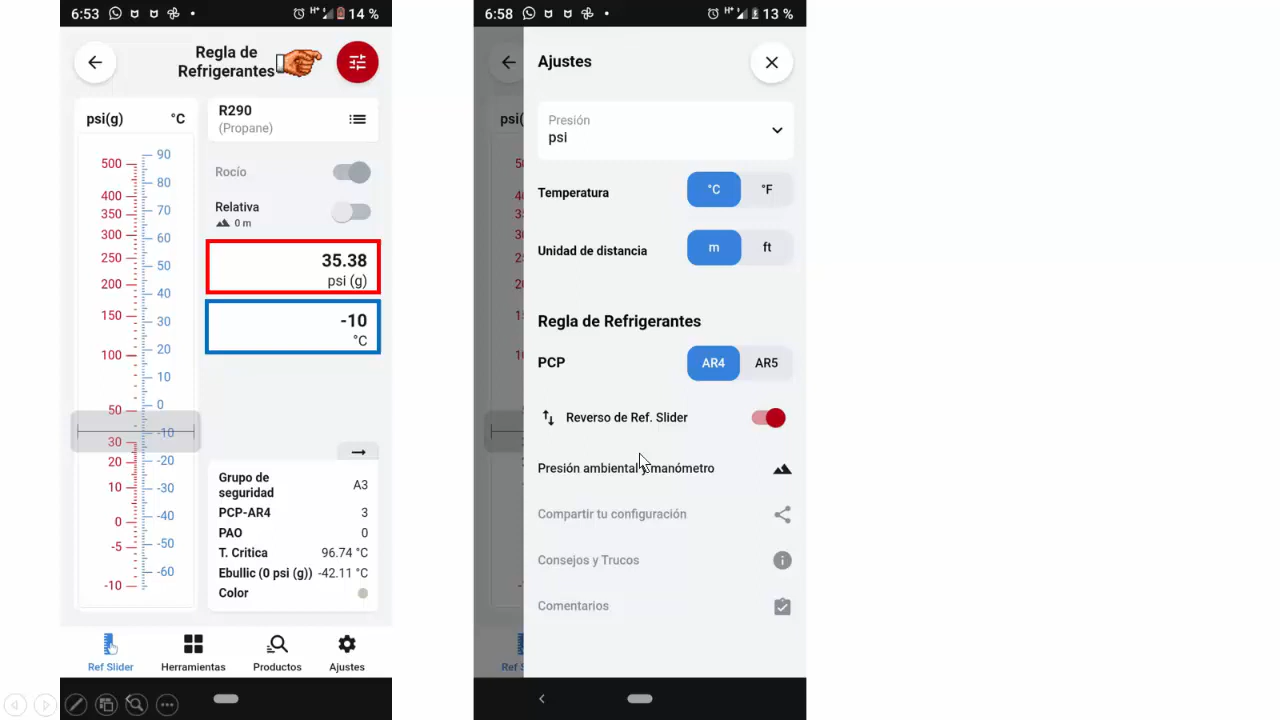 6:53
H+
14 %
Regla de
Refrigerantes
psi(g)
°C
500
400
350
300
250
200
150
100
50
30
20
10
0
-5
-10
90
80
70
60
50
40
30
20
10
0
-10
-20
-30
-40
-50
-60
R290
(Propane)
Rocío
Relativa
0 m
35.38
psi (g)
-10
°C
Grupo de
seguridad
A3
PCP-AR4
3
PAO
0
T. Critica
96.74 °C
Ebullic (0 psi (g))
-42.11 °C
Color
Ref Slider
Herramientas
Productos
Ajustes
6:58
H+
13 %
Ajustes
Presión
psi
Temperatura
°C
°F
Unidad de distancia
m
ft
Regla de Refrigerantes
PCP
AR4
AR5
Reverso de Ref. Slider
Presión ambiental y manómetro
Compartir tu configuración
Consejos y Trucos
Comentarios